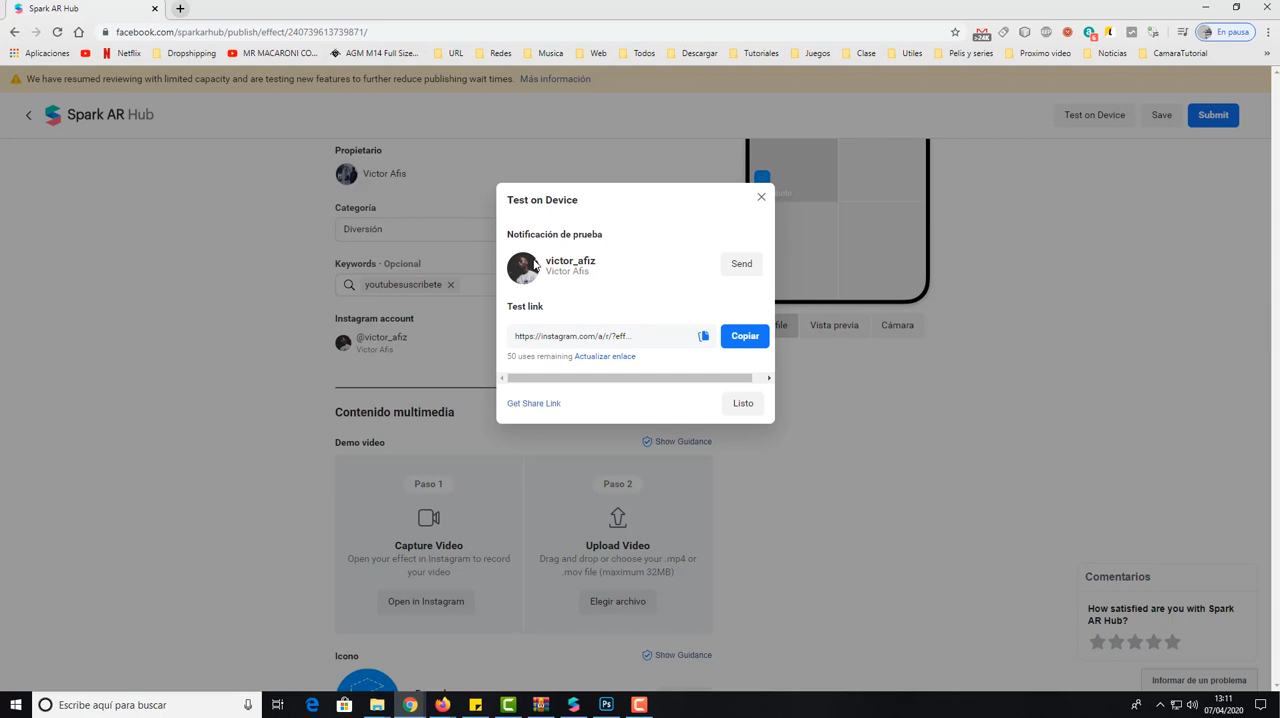 Spark AR Hub
facebook.com/sparkarhub/publish/effect/240739613739871/
En pausa
Aplicaciones
Netflix
Dropshipping
MR MACLAINI CO...
AGM M14 Full Size...
URL
Redes
Musica
Web
Todos
Descargar
Tutoriales
Juegos
Clase
Utiles
Pelis y series
Proximo video
Noticias
CamaraTutorial
We have resumed reviewing with limited capacity and are testing new features to further reduce publishing wait times. Más información
Spark AR Hub
Test on Device
Save
Submit
Propietario
Victor Afis
Categoría
Diversión
Keywords · Opcional
youtubesuscribete
Instagram account
@victor_afiz
Victor Afis
Test on Device
Notificación de prueba
victor_afiz
Victor Afis
Send
Test link
https://instagram.com/a/r/?eff...
Copiar
50 uses remaining Actualizar enlace
Get Share Link
Listo
file
Vista previa
Cámara
Contenido multimedia
Demo video
Show Guidance
Paso 1
Capture Video
Open your effect in Instagram to record
your video
Open in Instagram
Paso 2
Upload Video
Drag and drop or choose your .mp4 or
.mov file (maximum 32MB)
Elegir archivo
Icono
Show Guidance
Comentarios
How satisfied are you with Spark
AR Hub?
Informar de un problema
Escribe aquí para buscar
13:11
07/04/2020